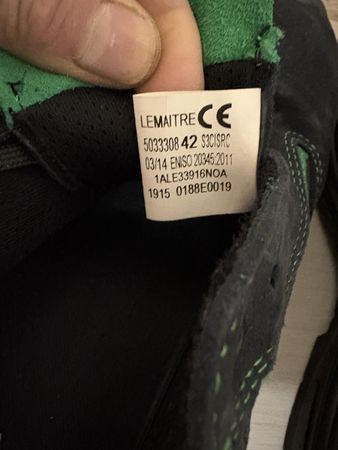 LEMAITRE CE
5033308 42 S3CISRC
03/14 ENISO 20345:2011
1ALE33916NOA
1915 0188E0019